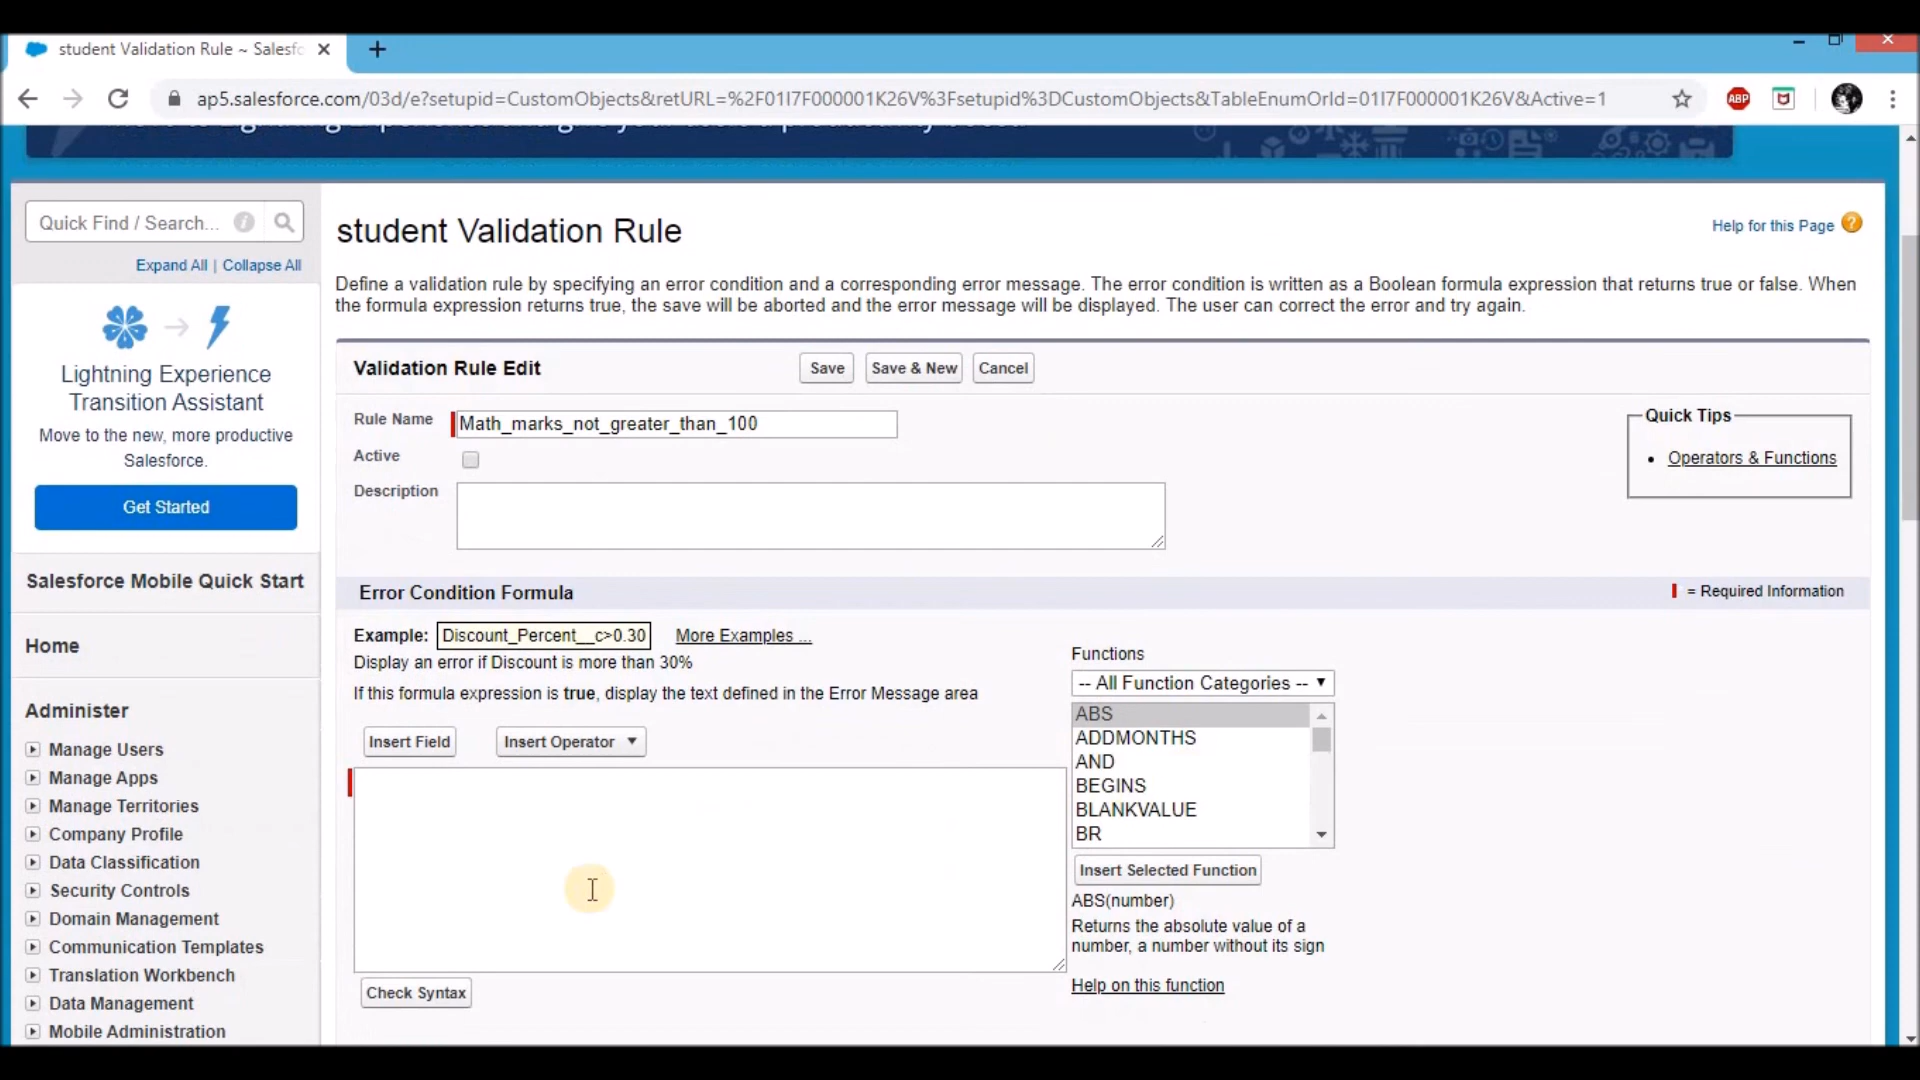 student Validation Rule ~ Salesfo
ap5.salesforce.com/03d/e?setupid=CustomObjects&retURL=%2F01I7F000001K26V%3Fsetupid%3DCustomObjects&TableEnumOrId=01I7F000001K26V&Active=1
ABP
Quick Find / Search...
Expand All | Collapse All
Lightning Experience
Transition Assistant
Move to the new, more productive
Salesforce.
Get Started
Salesforce Mobile Quick Start
Home
Administer
Manage Users
Manage Apps
Manage Territories
Company Profile
Data Classification
Security Controls
Domain Management
Communication Templates
Translation Workbench
Data Management
Mobile Administration
student Validation Rule
Help for this Page ?
Define a validation rule by specifying an error condition and a corresponding error message. The error condition is written as a Boolean formula expression that returns true or false. When
the formula expression returns true, the save will be aborted and the error message will be displayed. The user can correct the error and try again.
Validation Rule Edit
Save
Save & New
Cancel
Rule Name
Math_marks_not_greater_than_100
Active
Description
Quick Tips
• Operators & Functions
Error Condition Formula
= Required Information
Example: Discount_Percent__c>0.30 More Examples ...
Display an error if Discount is more than 30%
If this formula expression is true, display the text defined in the Error Message area
Insert Field
Insert Operator
Functions
-- All Function Categories --
ABS
ADDMONTHS
AND
BEGINS
BLANKVALUE
BR
Insert Selected Function
ABS(number)
Returns the absolute value of a
number, a number without its sign
Help on this function
Check Syntax